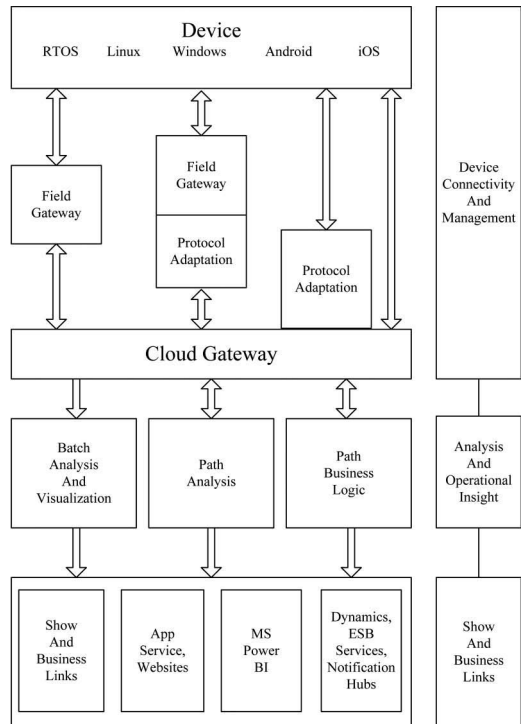 Device
RTOS Linux Windows Android iOS
Field
Gateway
Field
Gateway
Protocol
Adaptation
Protocol
Adaptation
Device
Connectivity
And
Management
Cloud Gateway
Batch
Analysis
And
Visualization
Path
Analysis
Path
Business
Logic
Analysis
And
Operational
Insight
Show
And
Business
Links
App
Service,
Websites
MS
Power
BI
Dynamics,
ESB
Services,
Notification
Hubs
Show
And
Business
Links